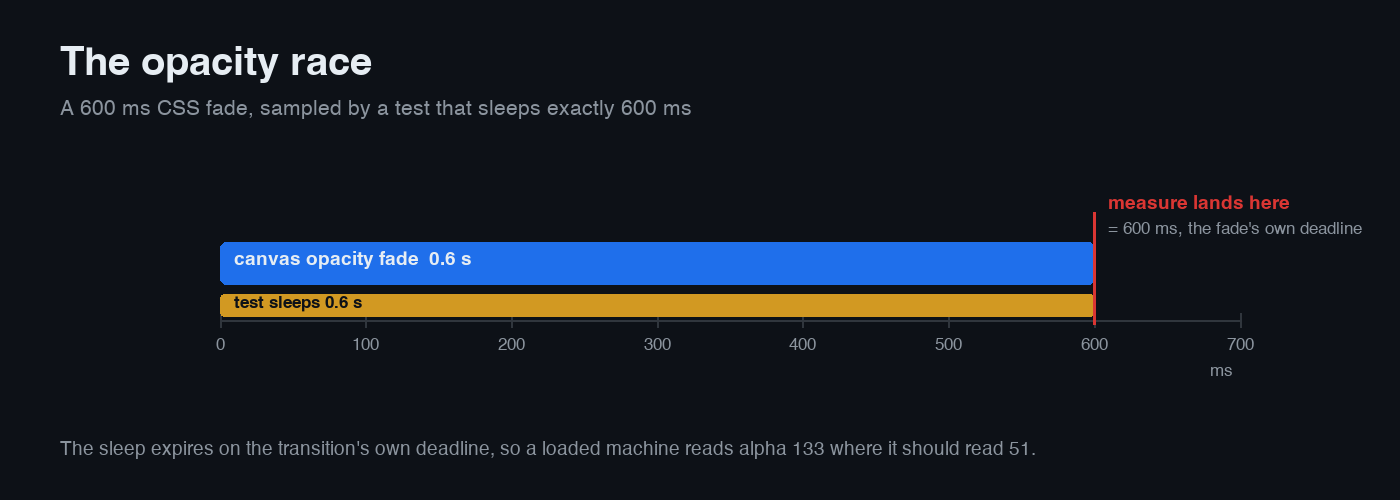 The opacity race
A 600 ms CSS fade, sampled by a test that sleeps exactly 600 ms
measure lands here
= 600 ms, the fade's own deadline
canvas opacity fade  0.6 s
test sleeps 0.6 s
0 100 200 300 400 500 600 700
ms
The sleep expires on the transition's own deadline, so a loaded machine reads alpha 133 where it should read 51.